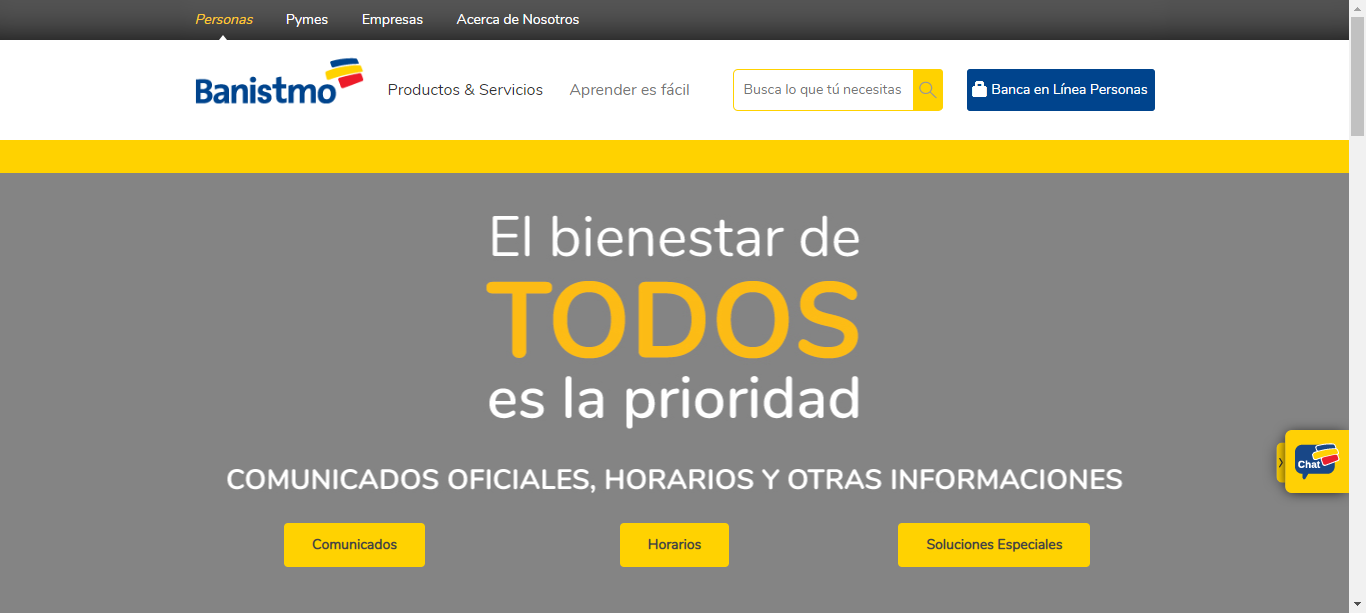 Personas Pymes Empresas Acerca de Nosotros
Banistmo Productos & Servicios Aprender es fácil Busca lo que tú necesitas Banca en Línea Personas
El bienestar de
TODOS
es la prioridad
Chat
COMUNICADOS OFICIALES, HORARIOS Y OTRAS INFORMACIONES
Comunicados Horarios Soluciones Especiales